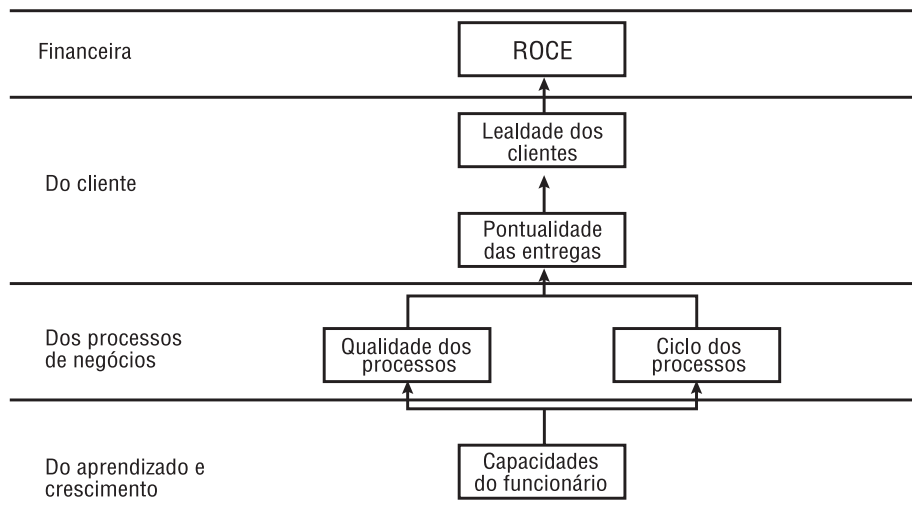 Financeira
ROCE
Lealdade dos
clientes
Do cliente
Pontualidade
das entregas
Dos processos
de negócios
Qualidade dos
processos
Ciclo dos
processos
Do aprendizado e
crescimento
Capacidades
do funcionário